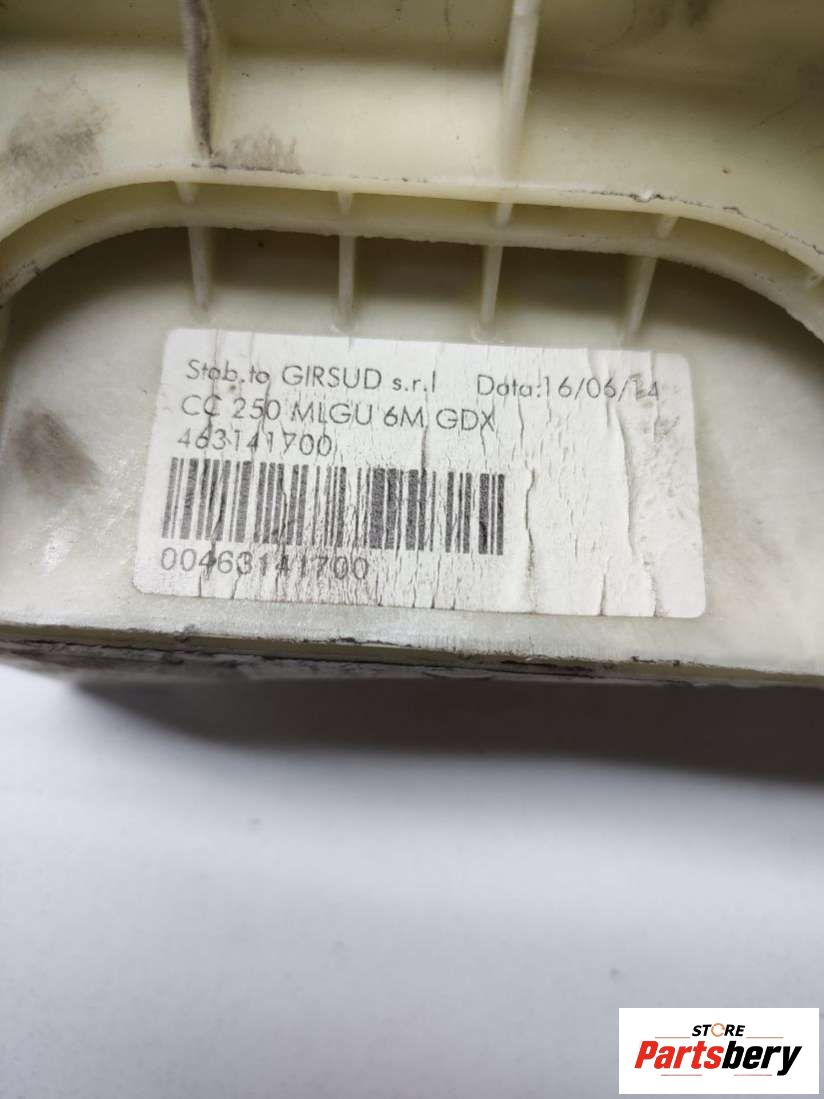 Stab.to GIRSUD s.r.l Data:16/06/14
CC 250 MLGU 6M GDX
463141700
00463141700
STORE
Partsbery